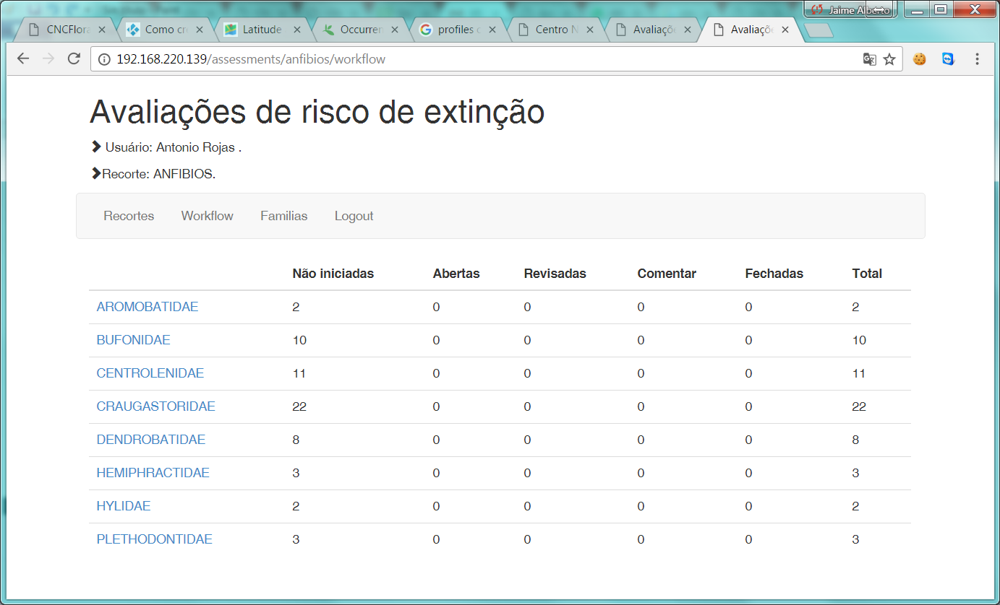 Jaime Alberto
CNCFlora
Como cr
Latitude
Occurren
profiles
Centro N
Avaliaçõe
Avaliaçõe
192.168.220.139/assessments/anfibios/workflow
Avaliações de risco de extinção
Usuário: Antonio Rojas .
Recorte: ANFIBIOS.
Recortes Workflow Familias Logout
Não iniciadas Abertas Revisadas Comentar Fechadas Total
AROMOBATIDAE 2 0 0 0 0 2
BUFONIDAE 10 0 0 0 0 10
CENTROLENIDAE 11 0 0 0 0 11
CRAUGASTORIDAE 22 0 0 0 0 22
DENDROBATIDAE 8 0 0 0 0 8
HEMIPHRACTIDAE 3 0 0 0 0 3
HYLIDAE 2 0 0 0 0 2
PLETHODONTIDAE 3 0 0 0 0 3